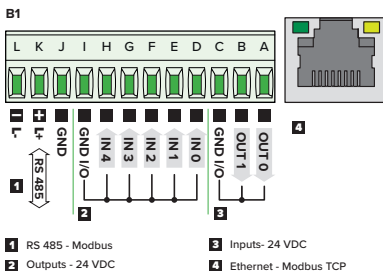 B1
L K J I H G F E D C B A
L-
L+
GND
GND I/O
IN 4
IN 3
IN 2
IN 1
IN 0
GND I/O
OUT 1
OUT 0
4
1
RS 485
2
3
1 RS 485 - Modbus
2 Outputs - 24 VDC
3 Inputs- 24 VDC
4 Ethernet - Modbus TCP